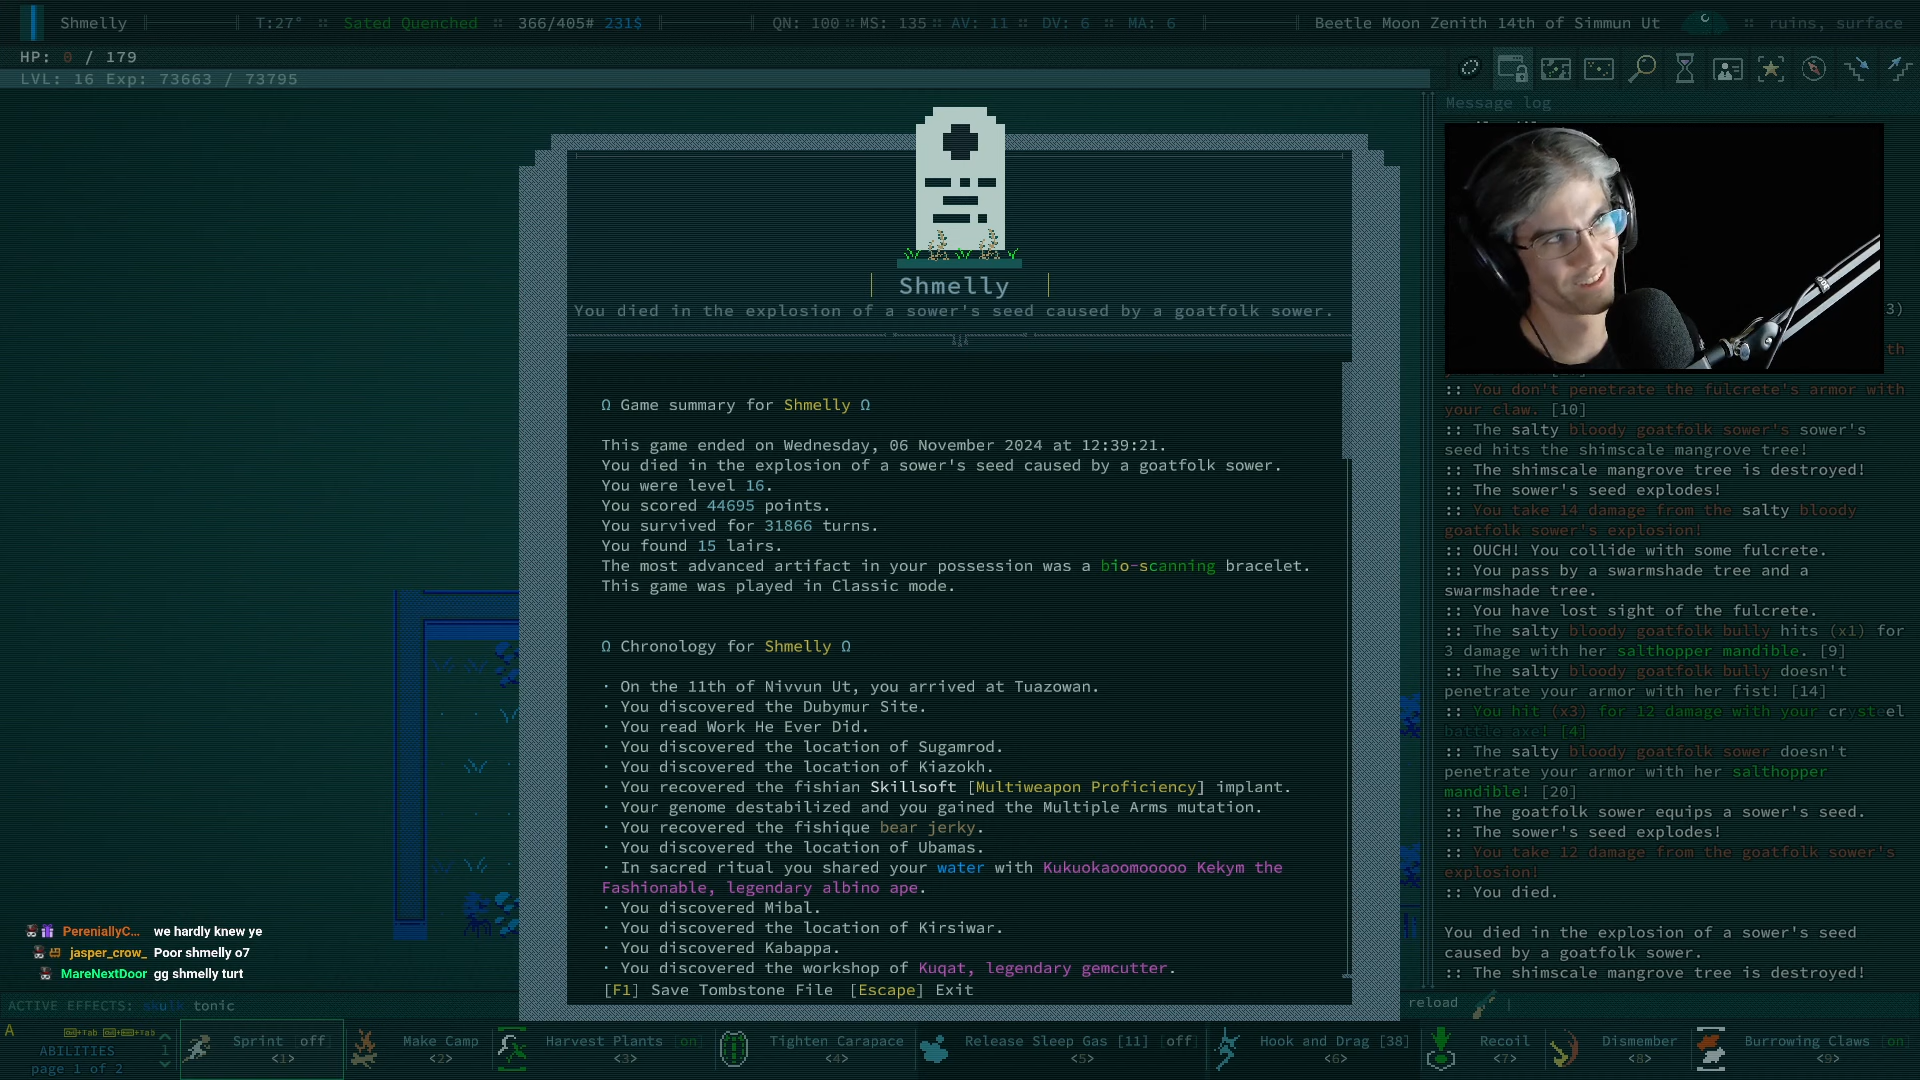 Shmelly T:27° :: Sated Quenched :: 366/405# 231$ QN: 100 :: MS: 135 :: AV: 11 :: DV: 6 :: MA: 6 Beetle Moon Zenith 14th of Simmun Ut :: ruins, surface
HP: 0 / 179
LVL: 16 Exp: 73663 / 73795
Message log
Shmelly
You died in the explosion of a sower's seed caused by a goatfolk sower.
Ω Game summary for Shmelly Ω
This game ended on Wednesday, 06 November 2024 at 12:39:21.
You died in the explosion of a sower's seed caused by a goatfolk sower.
You were level 16.
You scored 44695 points.
You survived for 31866 turns.
You found 15 lairs.
The most advanced artifact in your possession was a bio-scanning bracelet.
This game was played in Classic mode.
Ω Chronology for Shmelly Ω
· On the 11th of Nivvun Ut, you arrived at Tuazowan.
· You discovered the Dubymur Site.
· You read Work He Ever Did.
· You discovered the location of Sugamrod.
· You discovered the location of Kiazokh.
· You recovered the fishian Skillsoft [Multiweapon Proficiency] implant.
· Your genome destabilized and you gained the Multiple Arms mutation.
· You recovered the fishique bear jerky.
· You discovered the location of Ubamas.
· In sacred ritual you shared your water with Kukuokaoomooooo Kekym the
Fashionable, legendary albino ape.
· You discovered Mibal.
· You discovered the location of Kirsiwar.
· You discovered Kabappa.
· You discovered the workshop of Kuqat, legendary gemcutter.
[F1] Save Tombstone File [Escape] Exit
3)
th
:: You don't penetrate the fulcrete's armor with
your claw. [10]
:: The salty bloody goatfolk sower's sower's
seed hits the shimscale mangrove tree!
:: The shimscale mangrove tree is destroyed!
:: The sower's seed explodes!
:: You take 14 damage from the salty bloody
goatfolk sower's explosion!
:: OUCH! You collide with some fulcrete.
:: You pass by a swarmshade tree and a
swarmshade tree.
:: You have lost sight of the fulcrete.
:: The salty bloody goatfolk bully hits (x1) for
3 damage with her salthopper mandible. [9]
:: The salty bloody goatfolk bully doesn't
penetrate your armor with her fist! [14]
:: You hit (x3) for 12 damage with your crysteel
battle axe! [4]
:: The salty bloody goatfolk sower doesn't
penetrate your armor with her salthopper
mandible! [20]
:: The goatfolk sower equips a sower's seed.
:: The sower's seed explodes!
:: You take 12 damage from the goatfolk sower's
explosion!
:: You died.
You died in the explosion of a sower's seed
caused by a goatfolk sower.
:: The shimscale mangrove tree is destroyed!
PereniallyC... we hardly knew ye
jasper_crow_ Poor shmelly o7
MareNextDoor gg shmelly turt
ACTIVE EFFECTS: skulk tonic
reload
A
ABILITIES 1
page 1 of 2
Sprint [off] <1>
Make Camp <2>
Harvest Plants [on] <3>
Tighten Carapace <4>
Release Sleep Gas [11] [off] <5>
Hook and Drag [38] <6>
Recoil <7>
Dismember <8>
Burrowing Claws [on] <9>